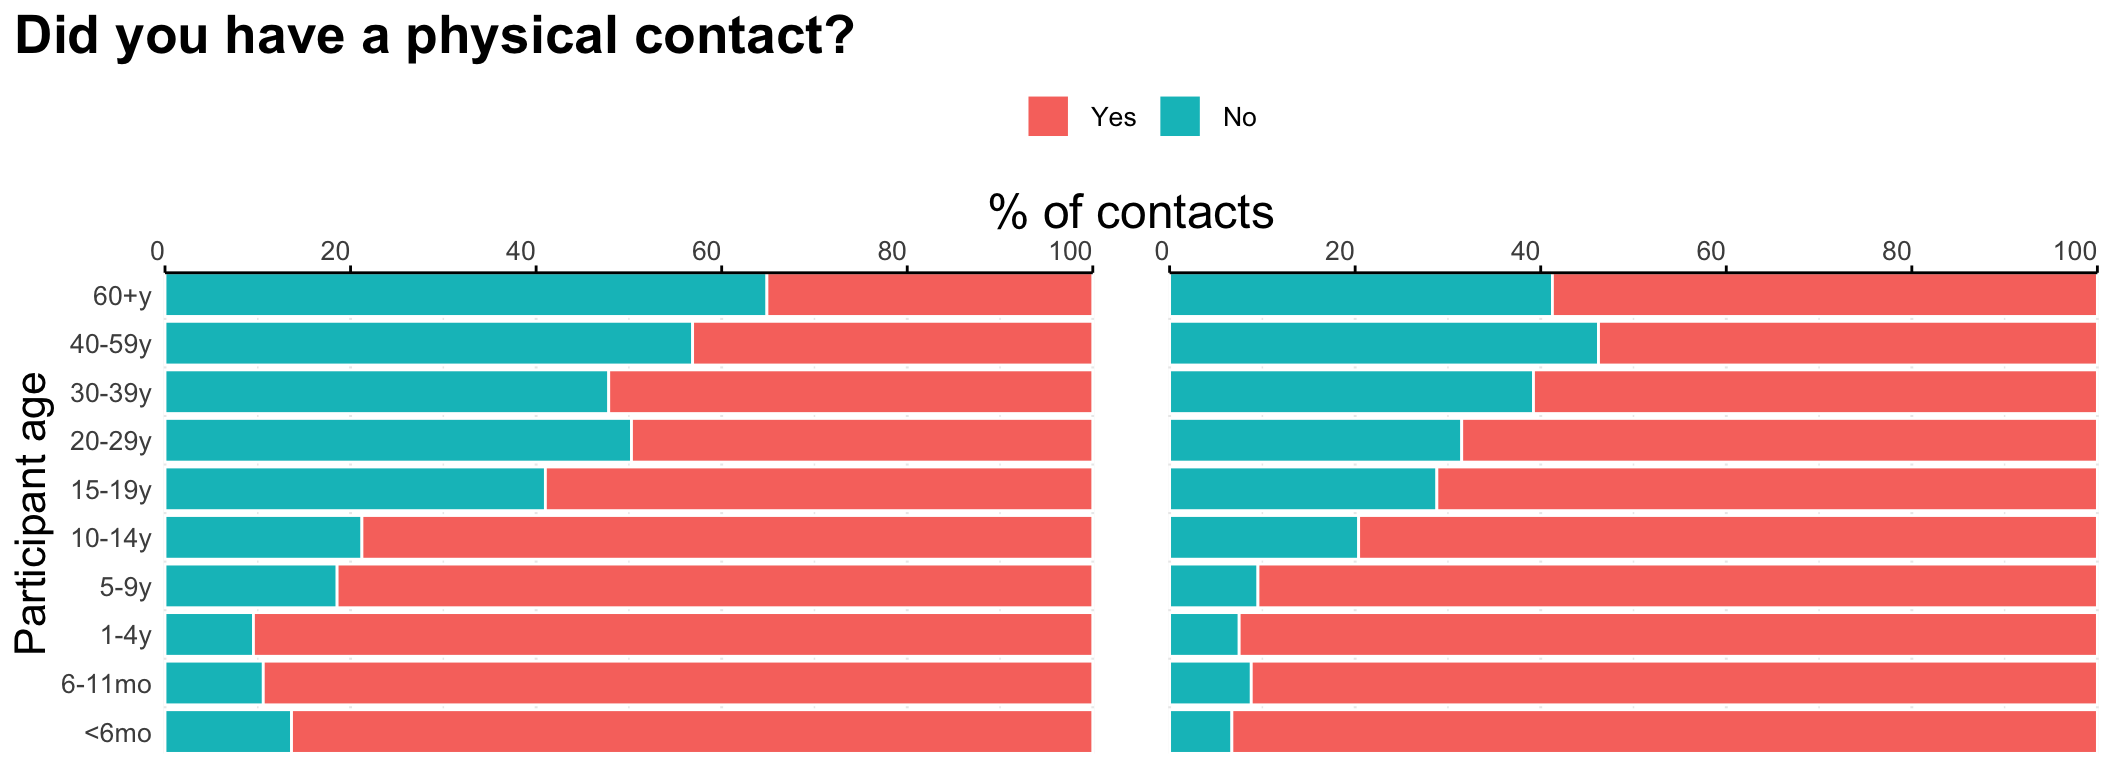 Did you have a physical contact?
Yes No
% of contacts
0 20 40 60 80 100 0 20 40 60 80 100
Participant age
60+y
40-59y
30-39y
20-29y
15-19y
10-14y
5-9y
1-4y
6-11mo
<6mo